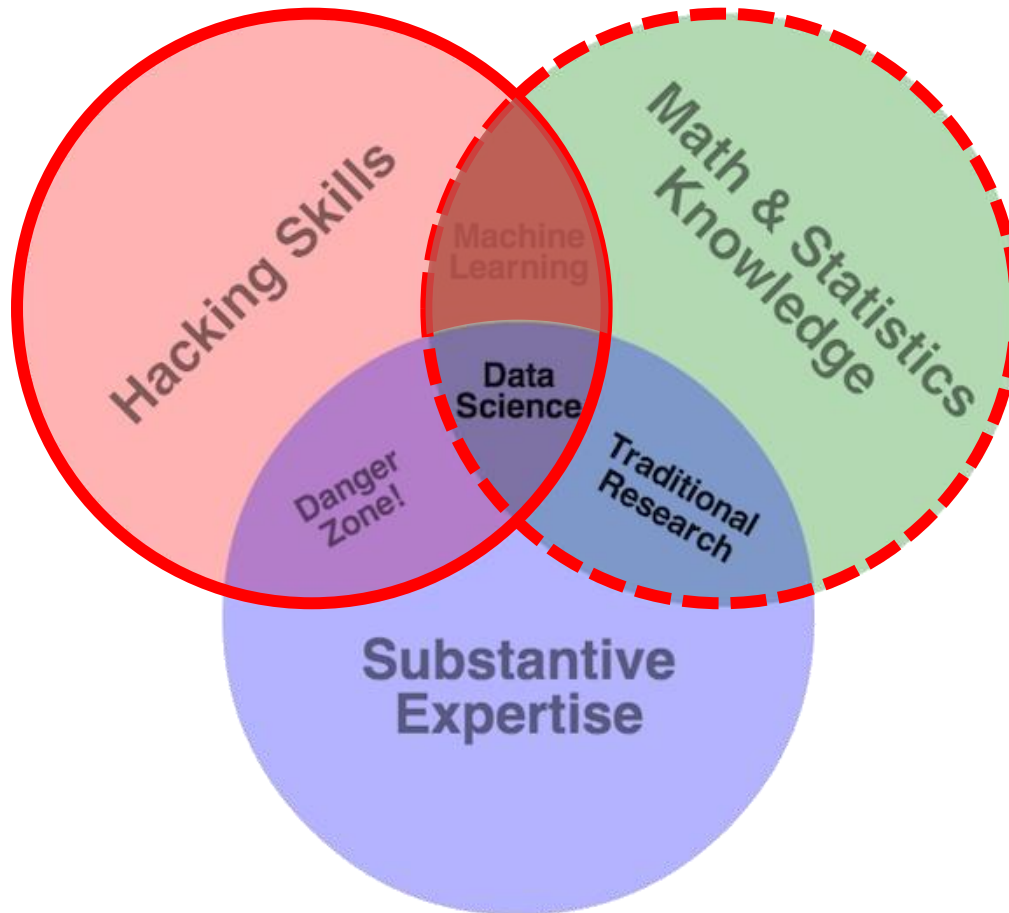 Hacking Skills
Math & Statistics
Knowledge
Machine
Learning
Data
Science
Danger
Zone!
Traditional
Research
Substantive
Expertise